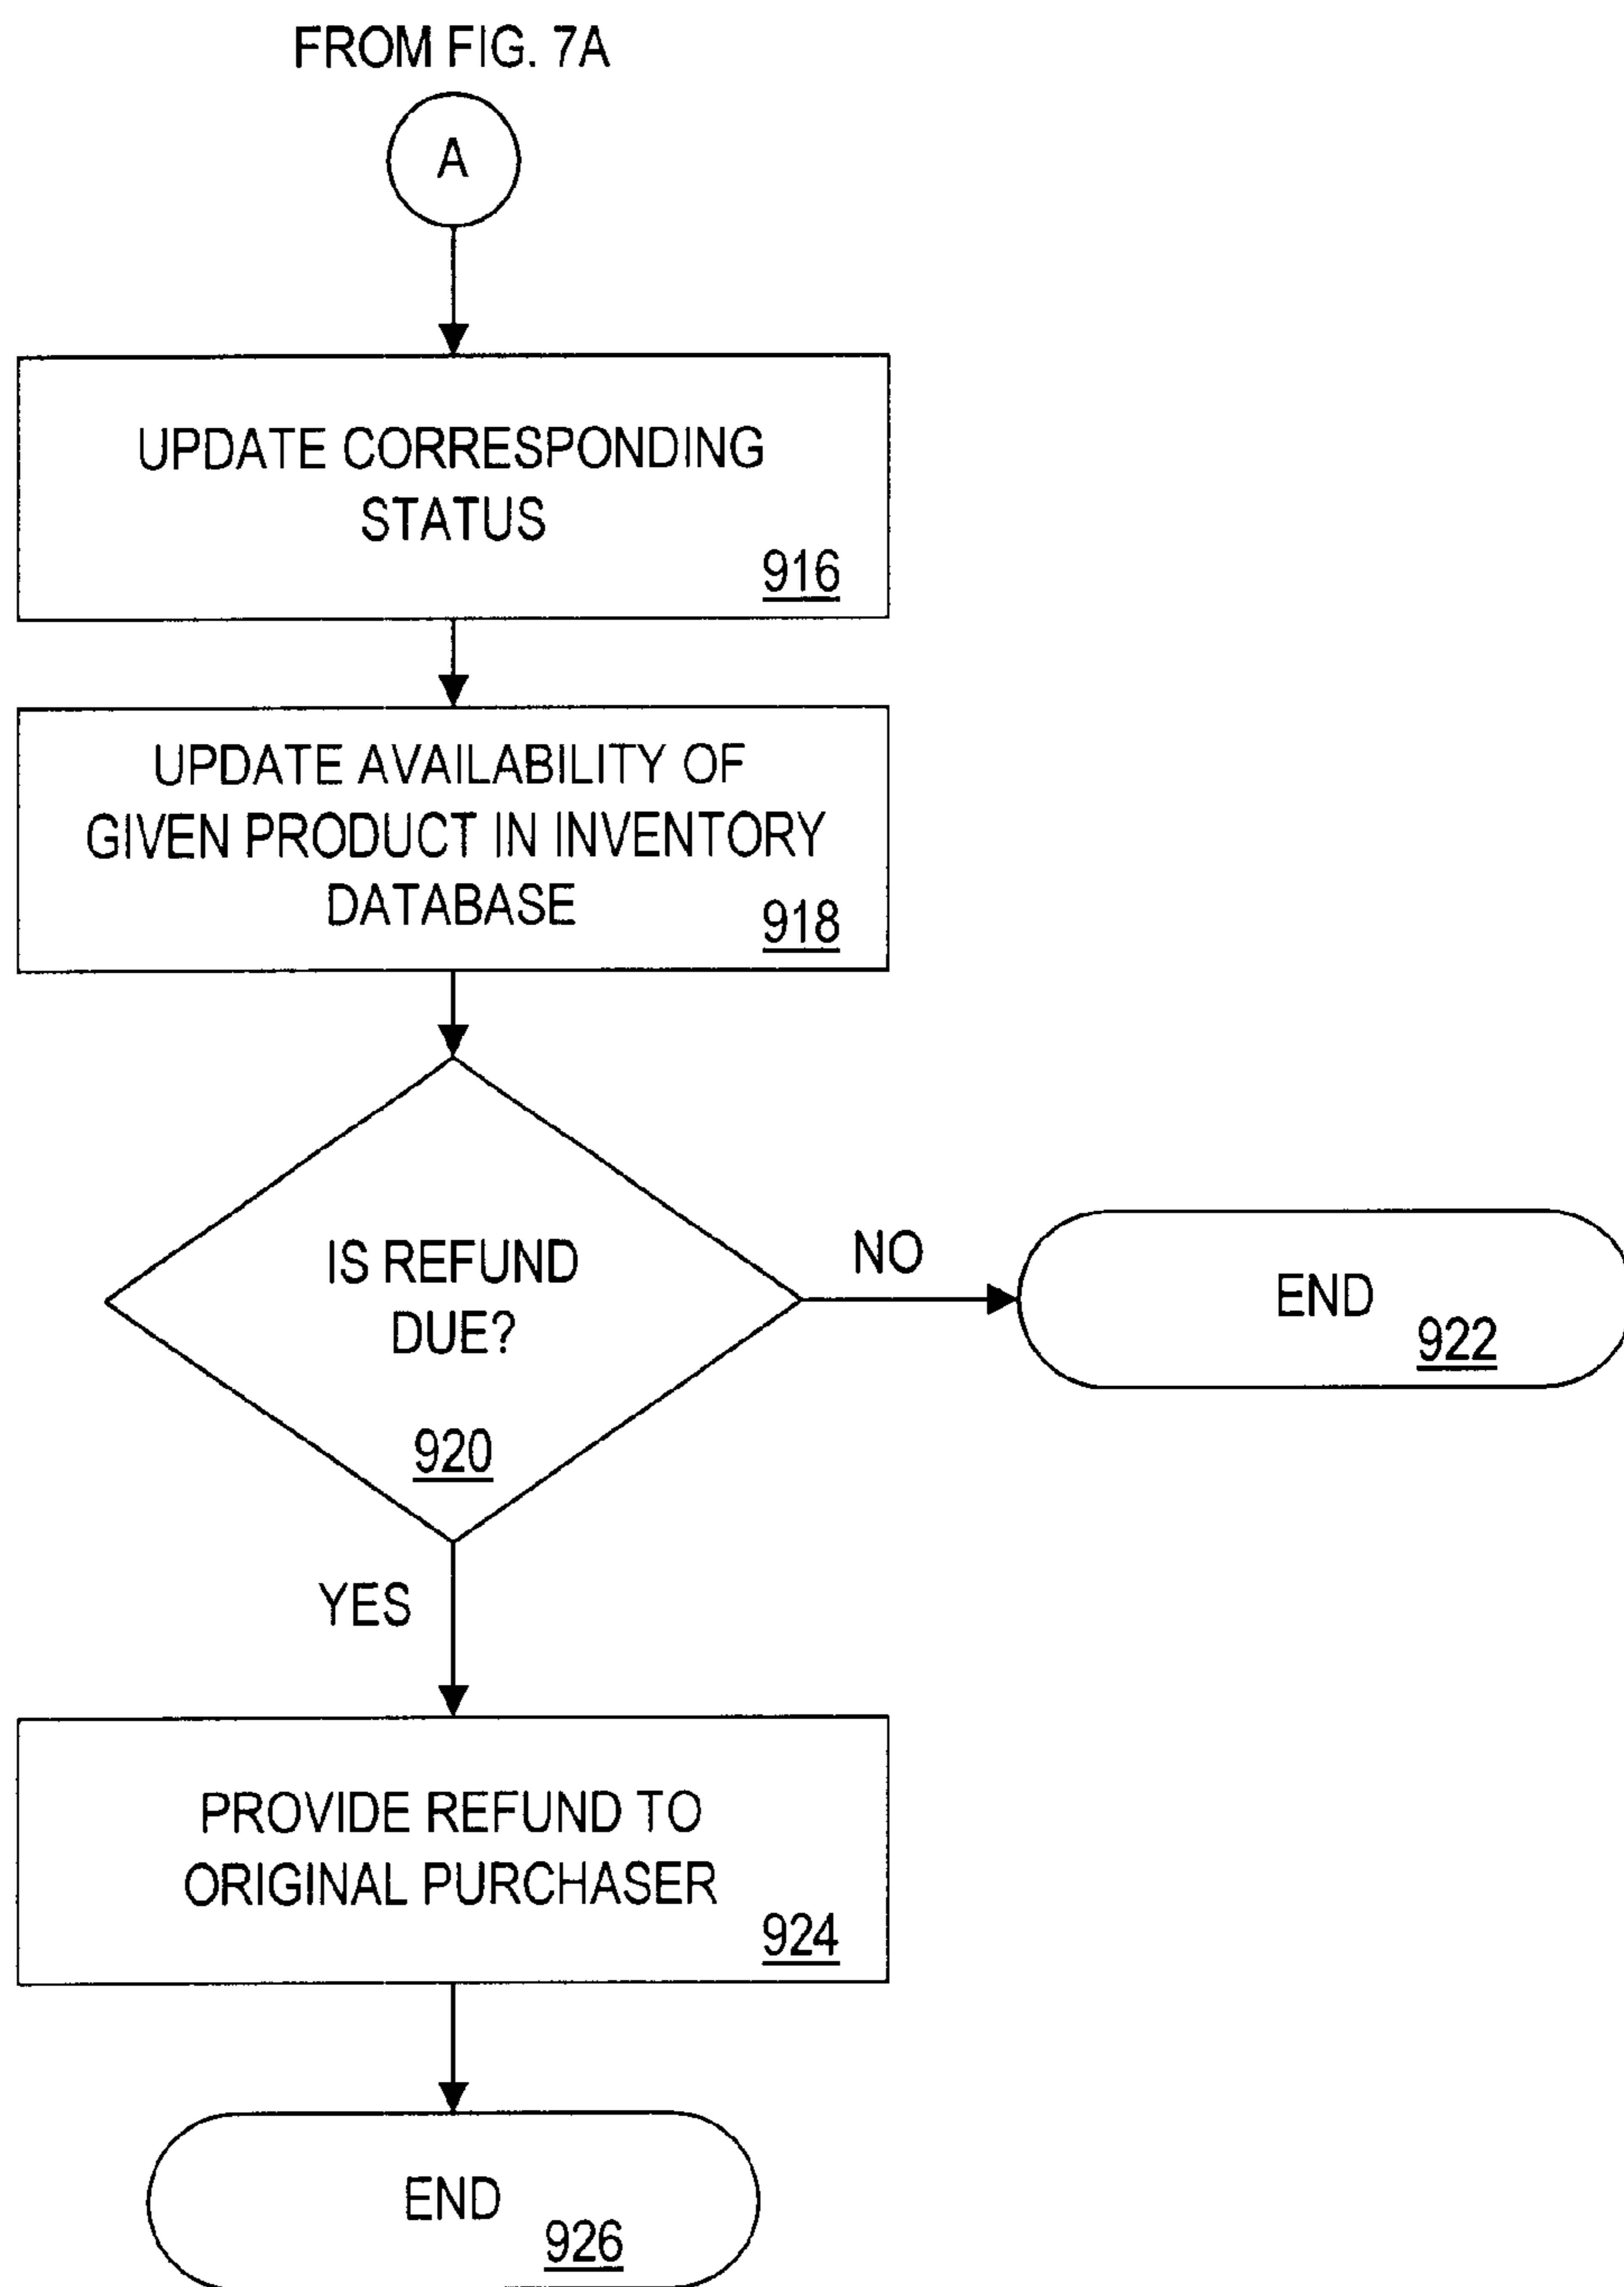 FROM FIG. 7A
A
UPDATE CORRESPONDING
STATUS
916
UPDATE AVAILABILITY OF
GIVEN PRODUCT IN INVENTORY
DATABASE
918
IS REFUND
DUE?
920
NO
END
922
YES
PROVIDE REFUND TO
ORIGINAL PURCHASER
924
END
926